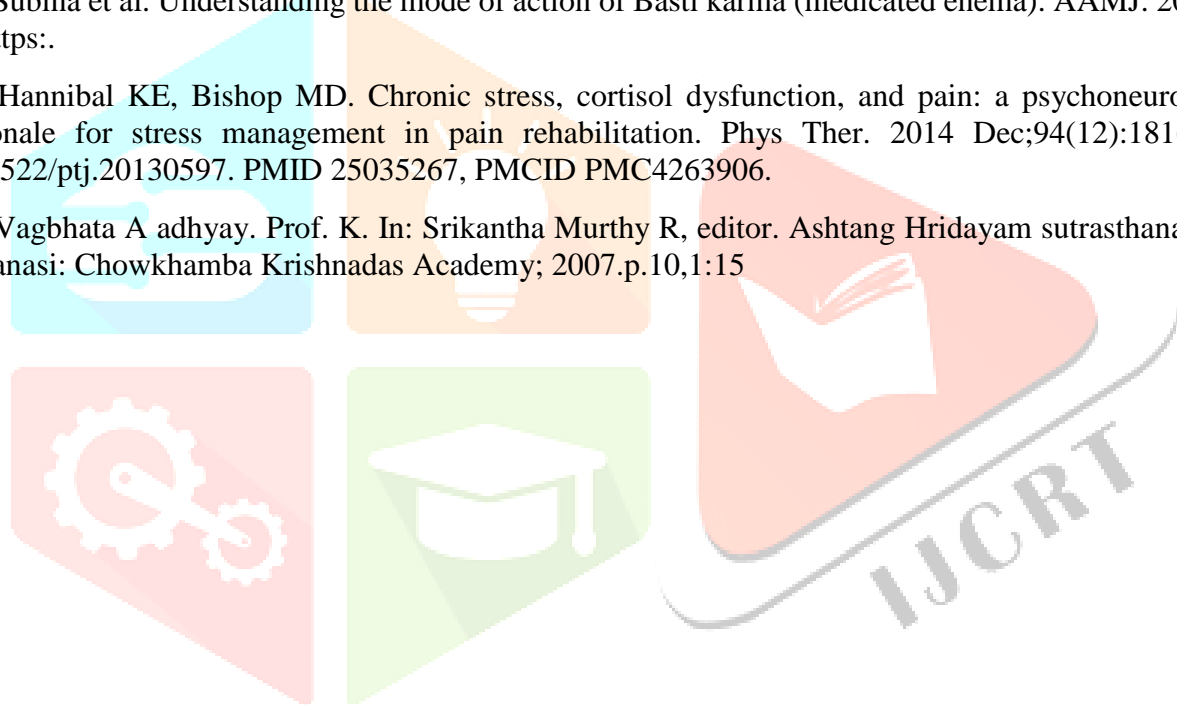 Subina et al. Understanding the mode of action of Basti karma (medicated enema). AAMJ. 20
tps:.
Hannibal KE, Bishop MD. Chronic stress, cortisol dysfunction, and pain: a psychoneuro
onale for stress management in pain rehabilitation. Phys Ther. 2014 Dec;94(12):181
522/ptj.20130597. PMID 25035267, PMCID PMC4263906.
Vagbhata A adhyay. Prof. K. In: Srikantha Murthy R, editor. Ashtang Hridayam sutrasthana
anasi: Chowkhamba Krishnadas Academy; 2007.p.10,1:15
IJCRT